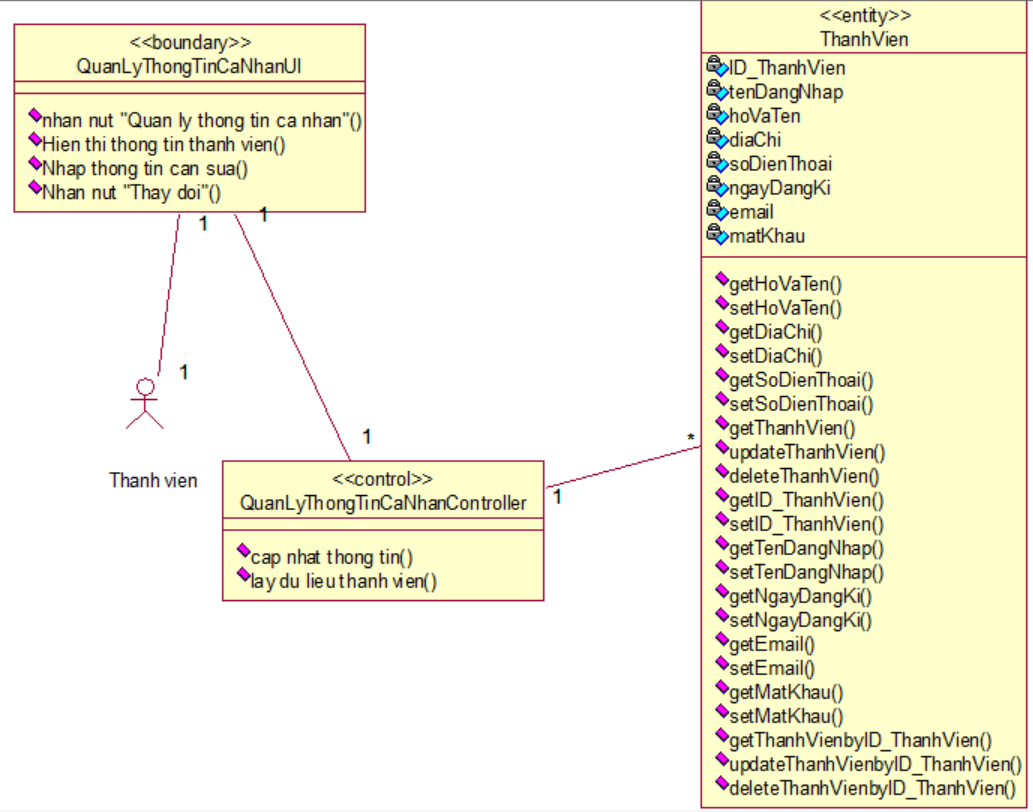 <<boundary>>
QuanLyThongTinCaNhanUI
nhan nut "Quan ly thong tin ca nhan"()
Hien thi thong tin thanh vien()
Nhap thong tin can sua()
Nhan nut "Thay doi"()
1
1
1
Thanh vien
1
<<control>>
QuanLyThongTinCaNhanController
cap nhat thong tin()
lay du lieu thanh vien()
1
*
<<entity>>
ThanhVien
ID_ThanhVien
tenDangNhap
hoVaTen
diaChi
soDienThoai
ngayDangKi
email
matKhau
getHoVaTen()
setHoVaTen()
getDiaChi()
setDiaChi()
getSoDienThoai()
setSoDienThoai()
getThanhVien()
updateThanhVien()
deleteThanhVien()
getID_ThanhVien()
setID_ThanhVien()
getTenDangNhap()
setTenDangNhap()
getNgayDangKi()
setNgayDangKi()
getEmail()
setEmail()
getMatKhau()
setMatKhau()
getThanhVienbyID_ThanhVien()
updateThanhVienbyID_ThanhVien()
deleteThanhVienbyID_ThanhVien()